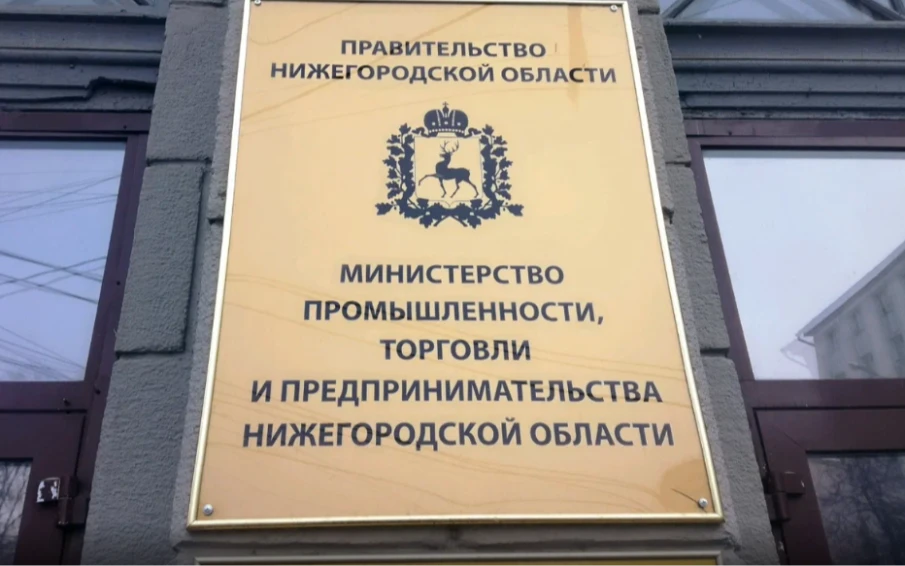 ПРАВИТЕЛЬСТВО
НИЖЕГОРОДСКОЙ ОБЛАСТИ
МИНИСТЕРСТВО
ПРОМЫШЛЕННОСТИ,
ТОРГОВЛИ
И ПРЕДПРИНИМАТЕЛЬСТВА
НИЖЕГОРОДСКОЙ ОБЛАСТИ